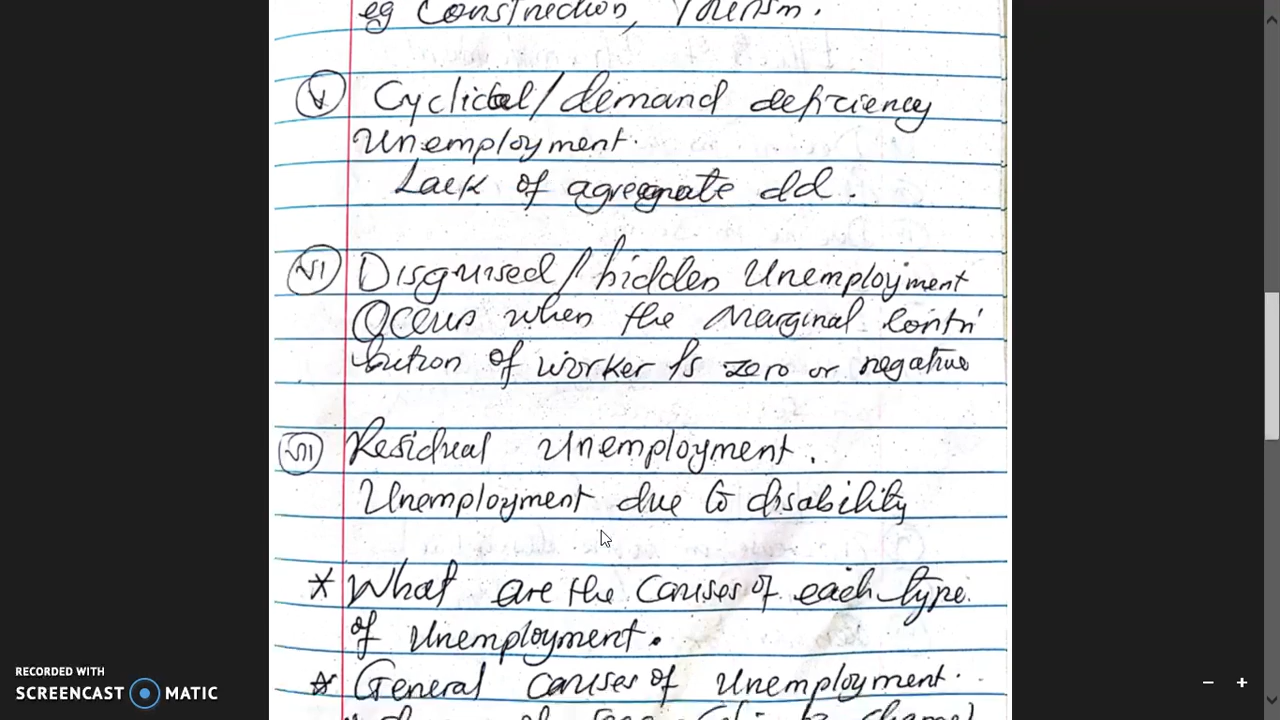 eg Construction, Tourism.
(v) Cyclical/demand deficiency
Unemployment.
Lack of agreegate dd.
(vi) Disguised/hidden Unemployment
Occurs when the marginal contri
bution of worker is zero or negative
(vii) Residual Unemployment.
Unemployment due to disability
* What are the causes of each type
of Unemployment.
* General causes of Unemployment.
RECORDED WITH
SCREENCAST MATIC